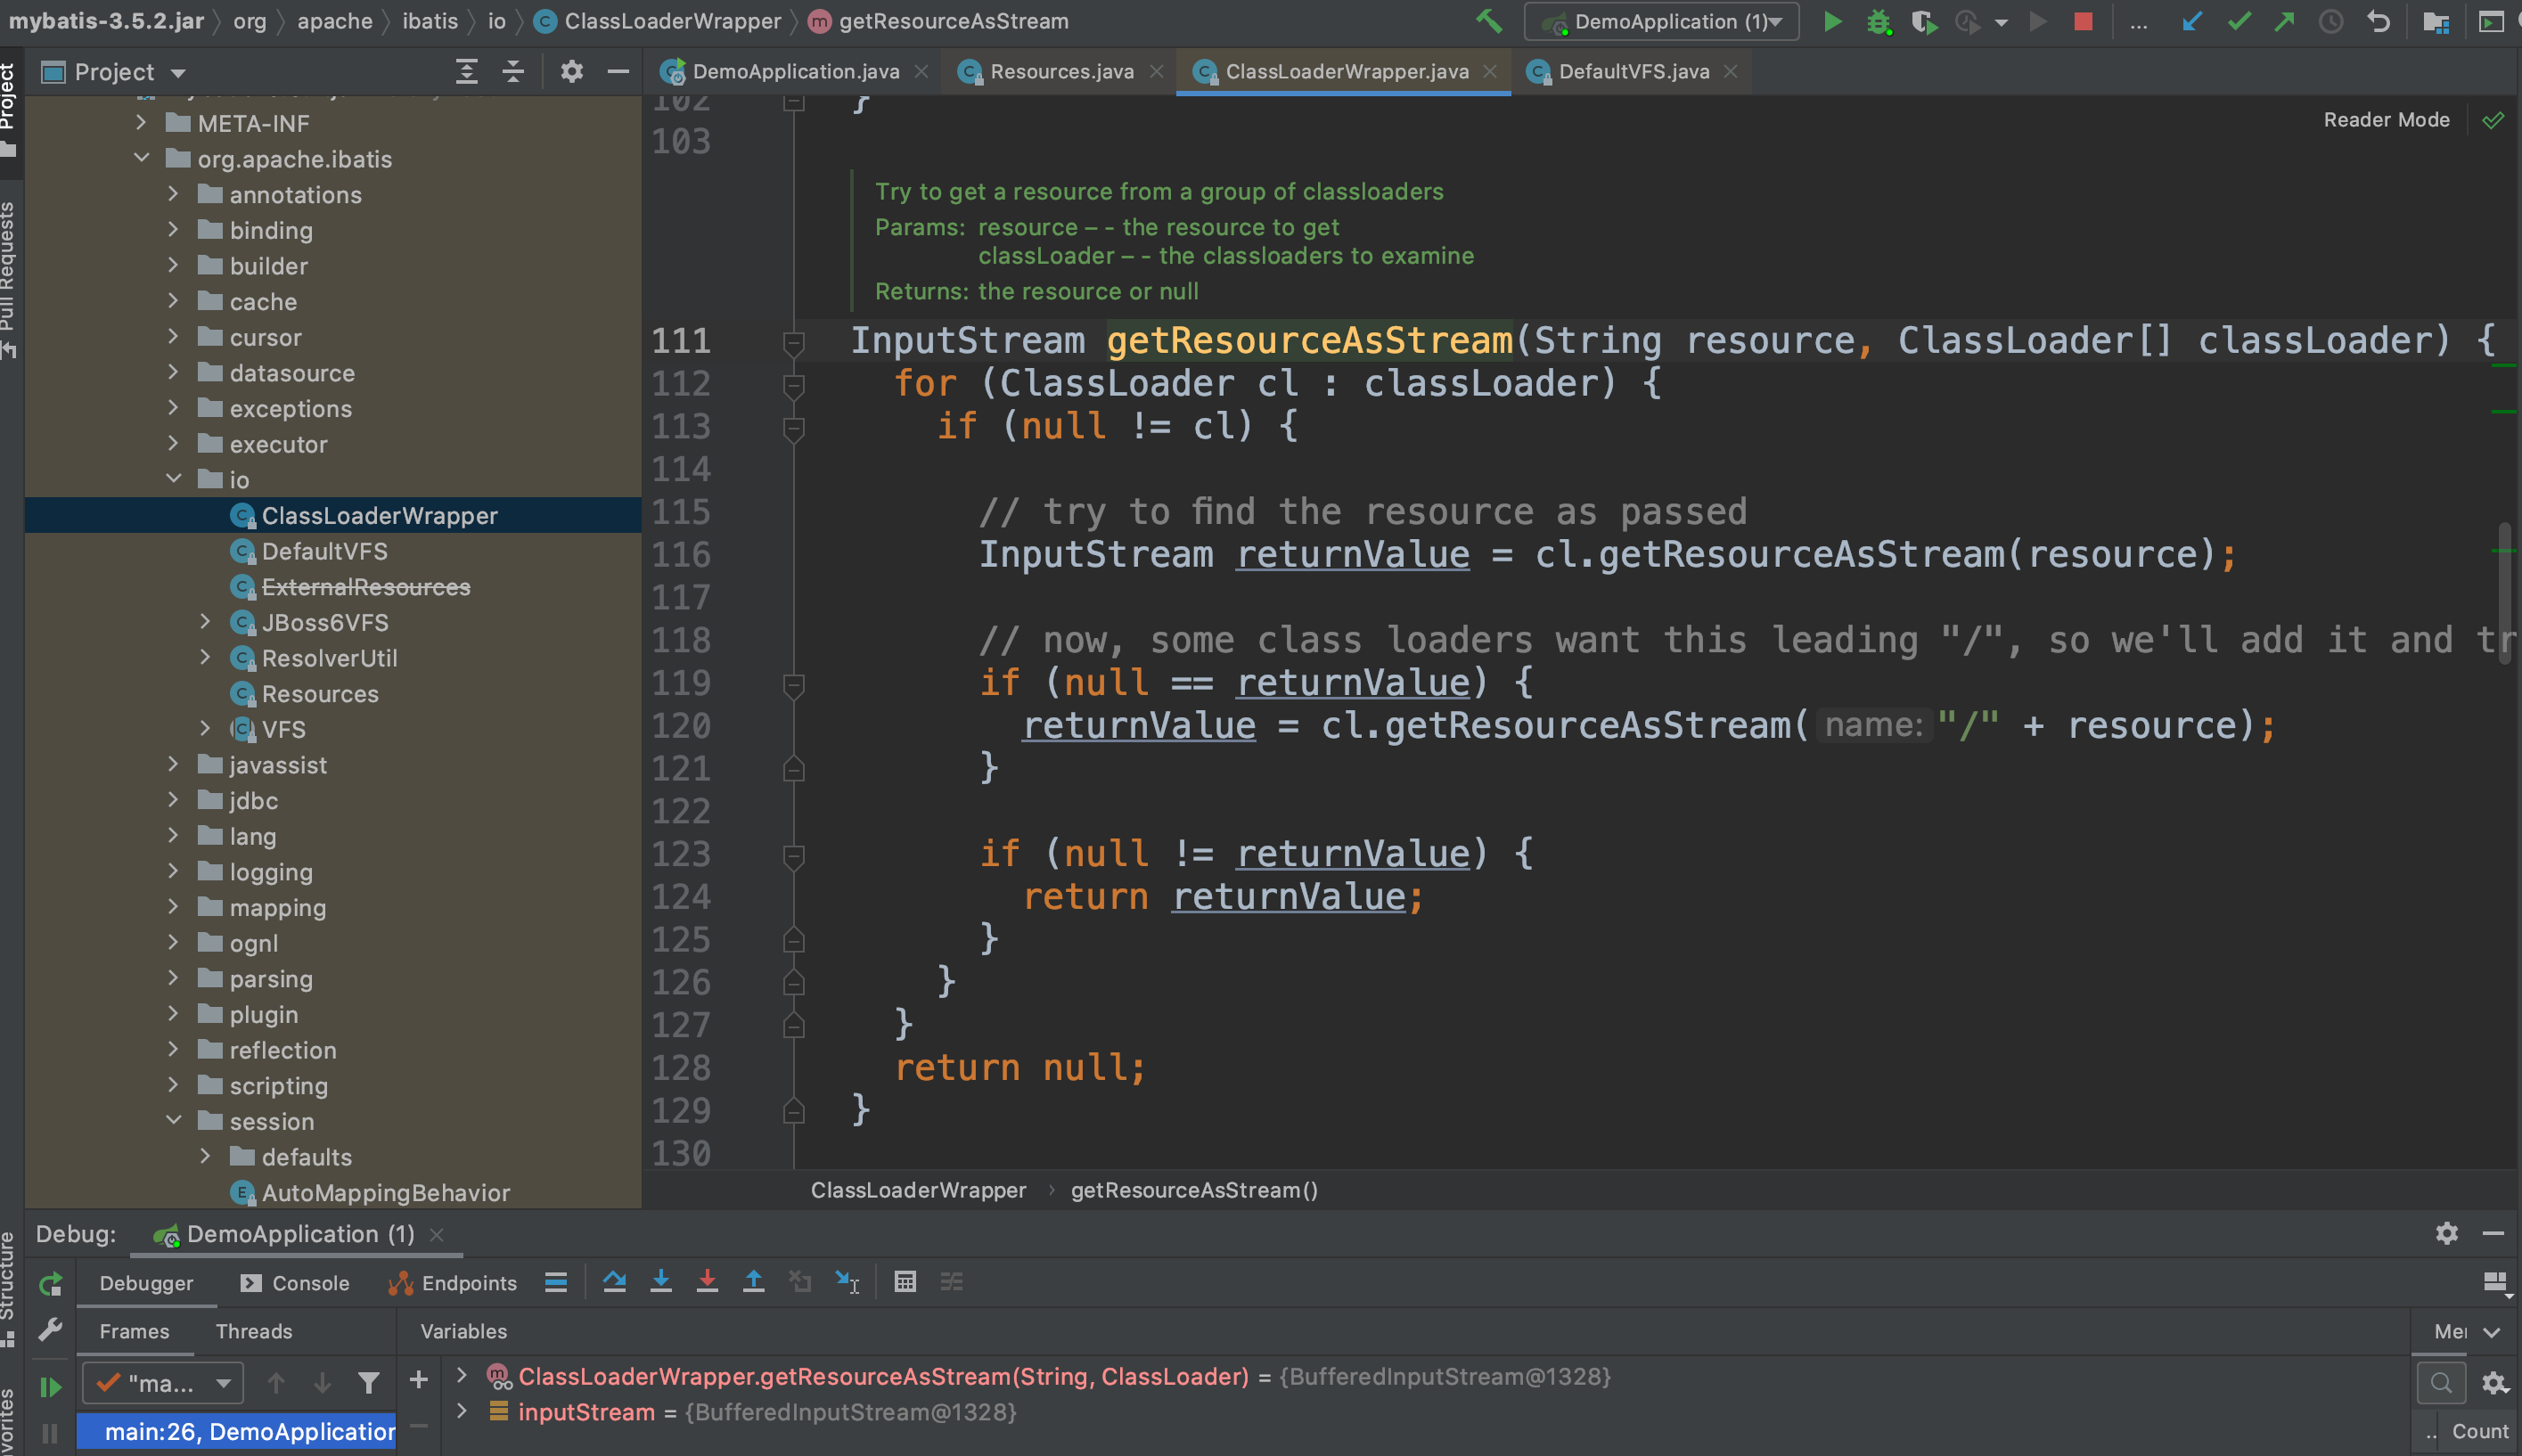 mybatis-3.5.2.jar org apache ibatis io ClassLoaderWrapper getResourceAsStream
DemoApplication (1)
...
Project
DemoApplication.java
Resources.java
ClassLoaderWrapper.java
DefaultVFS.java
Project
Pull Requests
Structure
META-INF
org.apache.ibatis
annotations
binding
builder
cache
cursor
datasource
exceptions
executor
io
ClassLoaderWrapper
DefaultVFS
ExternalResources
JBoss6VFS
ResolverUtil
Resources
VFS
javassist
jdbc
lang
logging
mapping
ognl
parsing
plugin
reflection
scripting
session
defaults
AutoMappingBehavior
Reader Mode
102 }
103
Try to get a resource from a group of classloaders
Params: resource – - the resource to get
classLoader – - the classloaders to examine
Returns: the resource or null
111 InputStream getResourceAsStream(String resource, ClassLoader[] classLoader) {
112 for (ClassLoader cl : classLoader) {
113 if (null != cl) {
114
115 // try to find the resource as passed
116 InputStream returnValue = cl.getResourceAsStream(resource);
117
118 // now, some class loaders want this leading "/", so we'll add it and tr
119 if (null == returnValue) {
120 returnValue = cl.getResourceAsStream( name: "/" + resource);
121 }
122
123 if (null != returnValue) {
124 return returnValue;
125 }
126 }
127 }
128 return null;
129 }
130
ClassLoaderWrapper getResourceAsStream()
Debug: DemoApplication (1)
Debugger Console Endpoints
Frames Threads Variables
"ma...
main:26, DemoApplication
ClassLoaderWrapper.getResourceAsStream(String, ClassLoader) = {BufferedInputStream@1328}
inputStream = {BufferedInputStream@1328}
.. Count